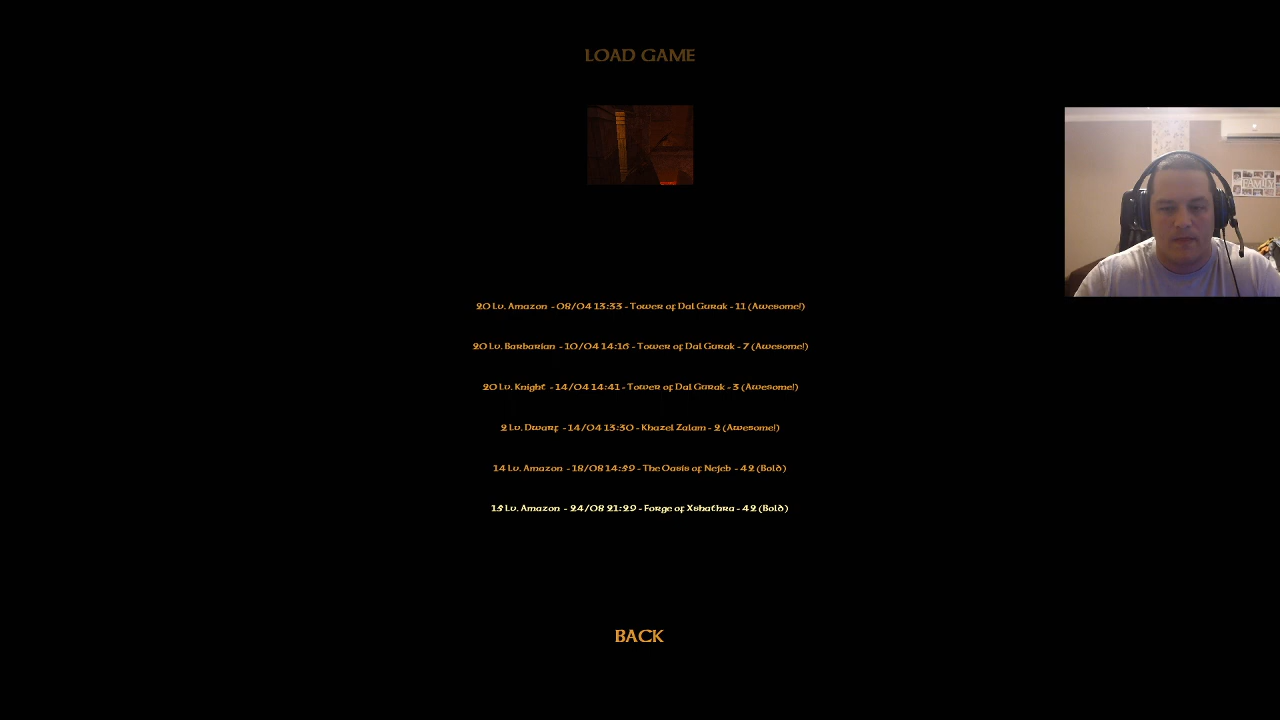 LOAD GAME
20 Lv. Amazon - 08/04 13:33 - Tower of Dal Gurak - 11 (Awesome!)
20 Lv. Barbarian - 10/04 14:16 - Tower of Dal Gurak - 7 (Awesome!)
20 Lv. Knight - 14/04 14:41 - Tower of Dal Gurak - 3 (Awesome!)
2 Lv. Dwarf - 14/04 13:30 - Khazel Zalam - 2 (Awesome!)
14 Lv. Amazon - 18/08 14:59 - The Oasis of Nejeb - 42 (Bold)
15 Lv. Amazon - 24/08 21:29 - Forge of Xshathra - 42 (Bold)
BACK
FAMILY